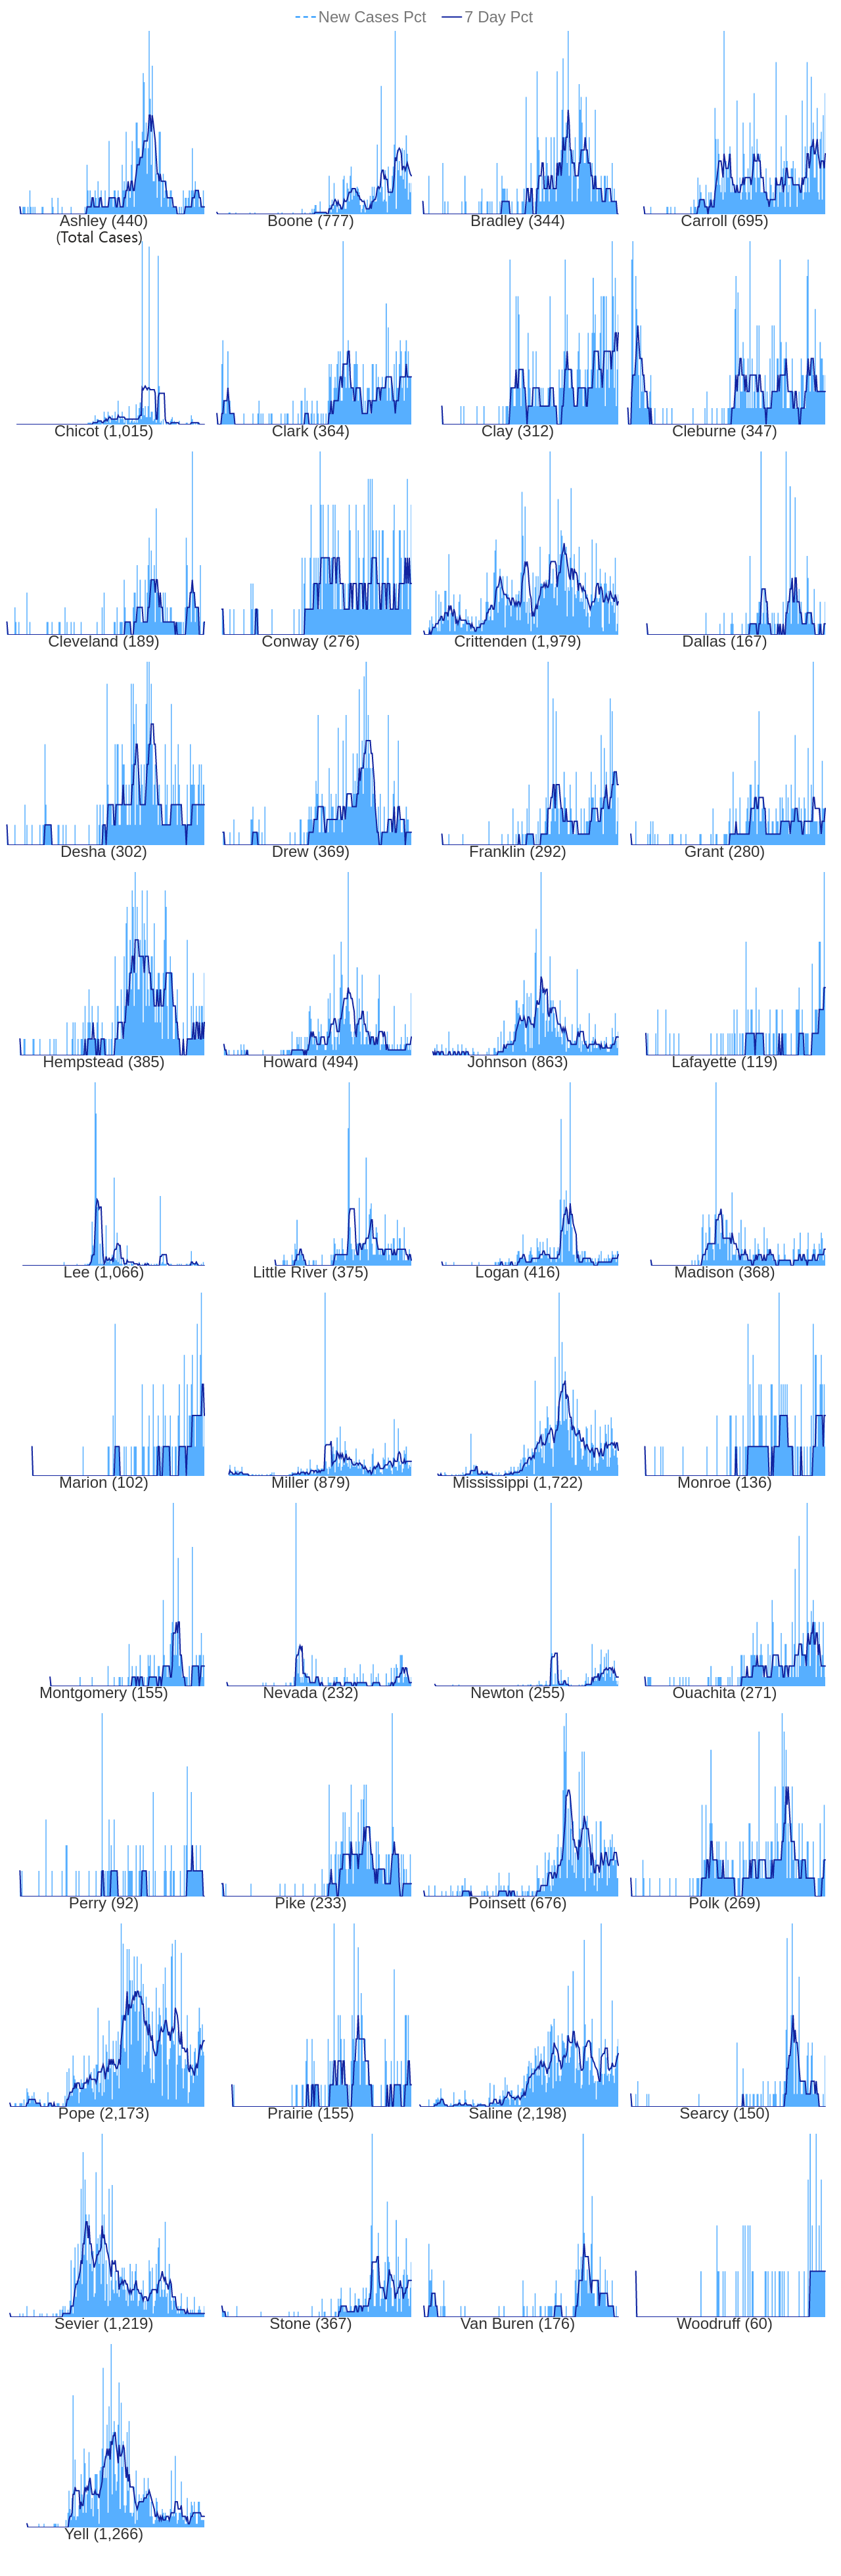 New Cases Pct 7 Day Pct
Ashley (440) Boone (777) Bradley (344) Carroll (695)
(Total Cases)
Chicot (1,015) Clark (364) Clay (312) Cleburne (347)
Cleveland (189) Conway (276) Crittenden (1,979) Dallas (167)
Desha (302) Drew (369) Franklin (292) Grant (280)
Hempstead (385) Howard (494) Johnson (863) Lafayette (119)
Lee (1,066) Little River (375) Logan (416) Madison (368)
Marion (102) Miller (879) Mississippi (1,722) Monroe (136)
Montgomery (155) Nevada (232) Newton (255) Ouachita (271)
Perry (92) Pike (233) Poinsett (676) Polk (269)
Pope (2,173) Prairie (155) Saline (2,198) Searcy (150)
Sevier (1,219) Stone (367) Van Buren (176) Woodruff (60)
Yell (1,266)